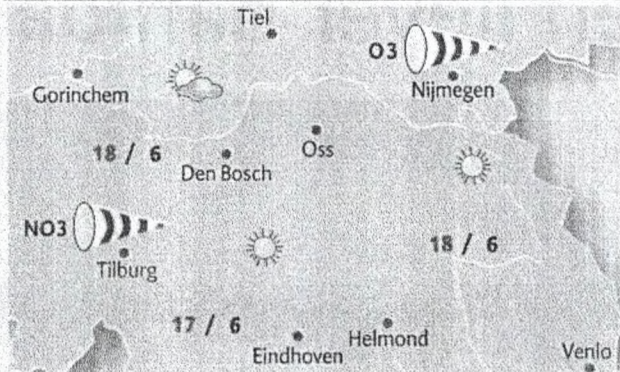 Tiel
O3
Nijmegen
Gorinchem
18 / 6
Den Bosch
Oss
NO3
Tilburg
18 / 6
17 / 6
Eindhoven
Helmond
Venlo